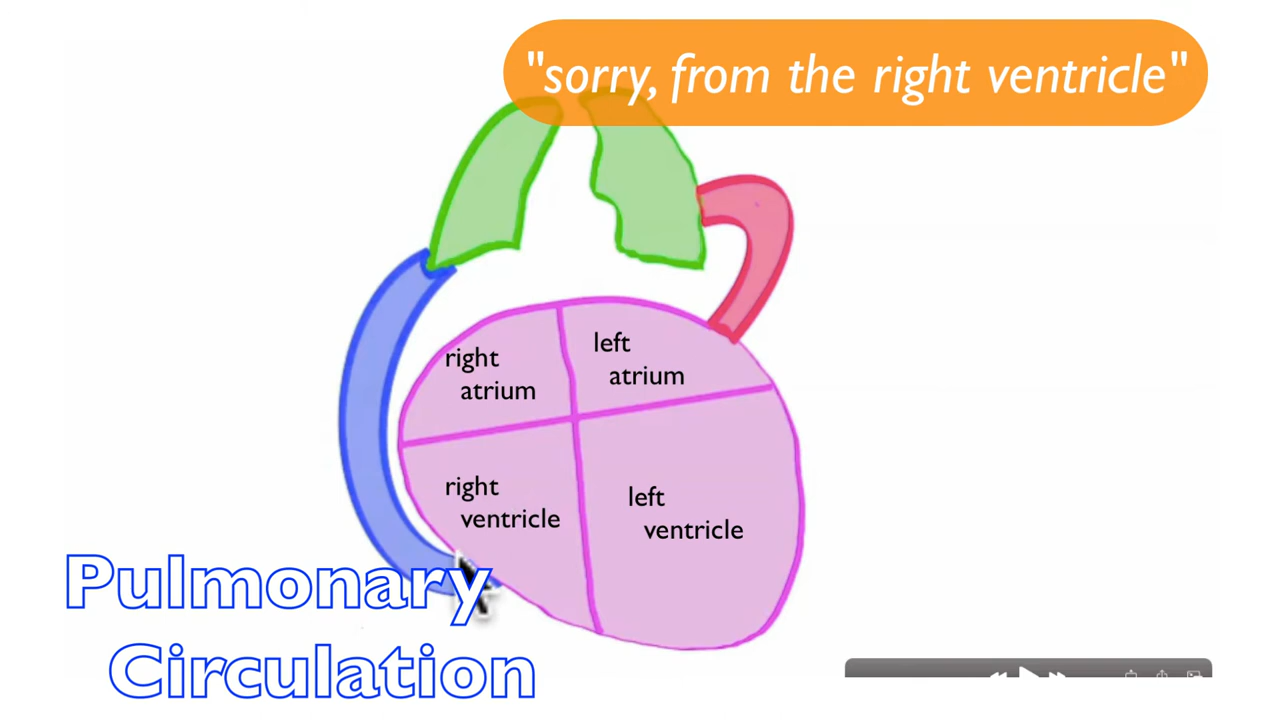 "sorry, from the right ventricle"
right
atrium
left
atrium
right
ventricle
left
ventricle
Pulmonary
Circulation